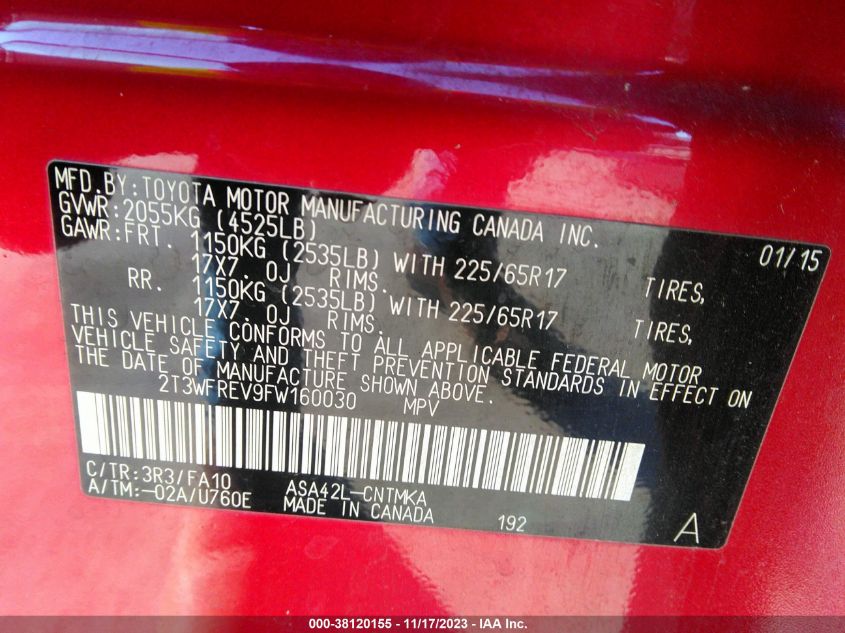 MFD.BY:TOYOTA MOTOR MANUFACTURING CANADA INC. 01/15
GVWR:2055KG (4525LB)
GAWR:FRT. 1150KG (2535LB) WITH 225/65R17 TIRES,
17X7. 0J RIMS.
RR. 1150KG (2535LB) WITH 225/65R17 TIRES,
17X7. 0J RIMS.
THIS VEHICLE CONFORMS TO ALL APPLICABLE FEDERAL MOTOR
VEHICLE SAFETY AND THEFT PREVENTION STANDARDS IN EFFECT ON
THE DATE OF MANUFACTURE SHOWN ABOVE.
2T3WFREV9FW160030 MPV
C/TR:3R3/FA10 ASA42L-CNTMKA
A/TM:-02A/U760E MADE IN CANADA 192 A
000-38120155 - 11/17/2023 - IAA Inc.